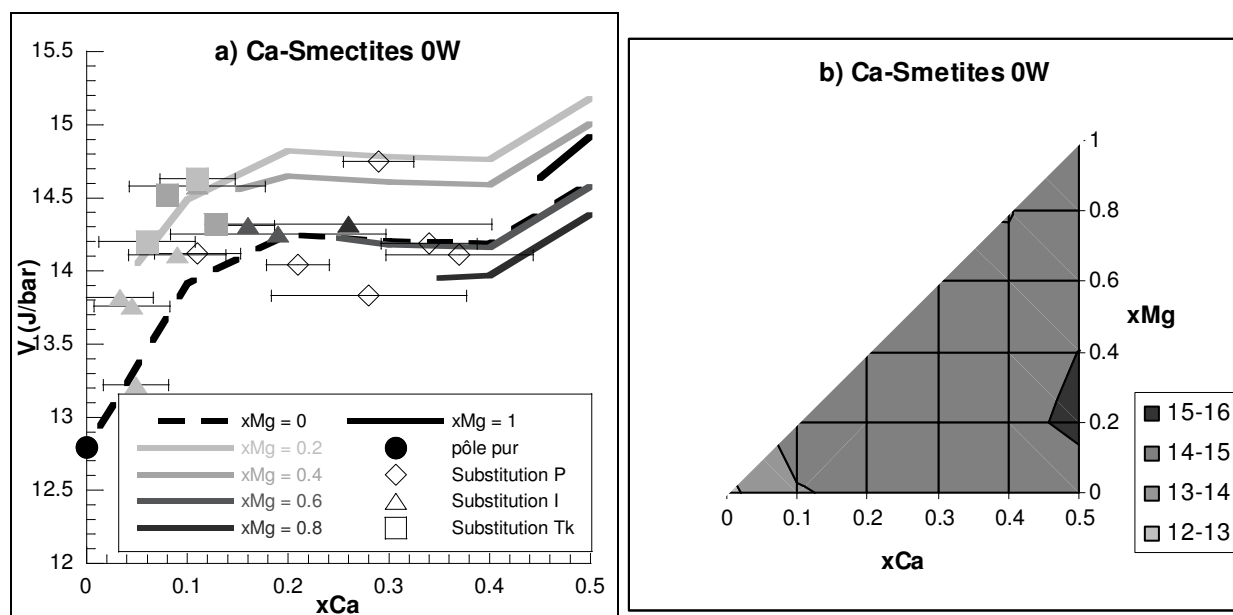 a) Ca-Smectites 0W
V (J/bar)
15.5
15
14.5
14
13.5
13
12.5
12
0
0.1
0.2
0.3
0.4
0.5
xCa
xMg = 0
xMg = 1
xMg = 0.2
pôle pur
xMg = 0.4
Substitution P
xMg = 0.6
Substitution I
xMg = 0.8
Substitution Tk
b) Ca-Smetites 0W
1
0.8
0.6
0.4
0.2
0
xMg
0
0.1
0.2
0.3
0.4
0.5
xCa
15-16
14-15
13-14
12-13